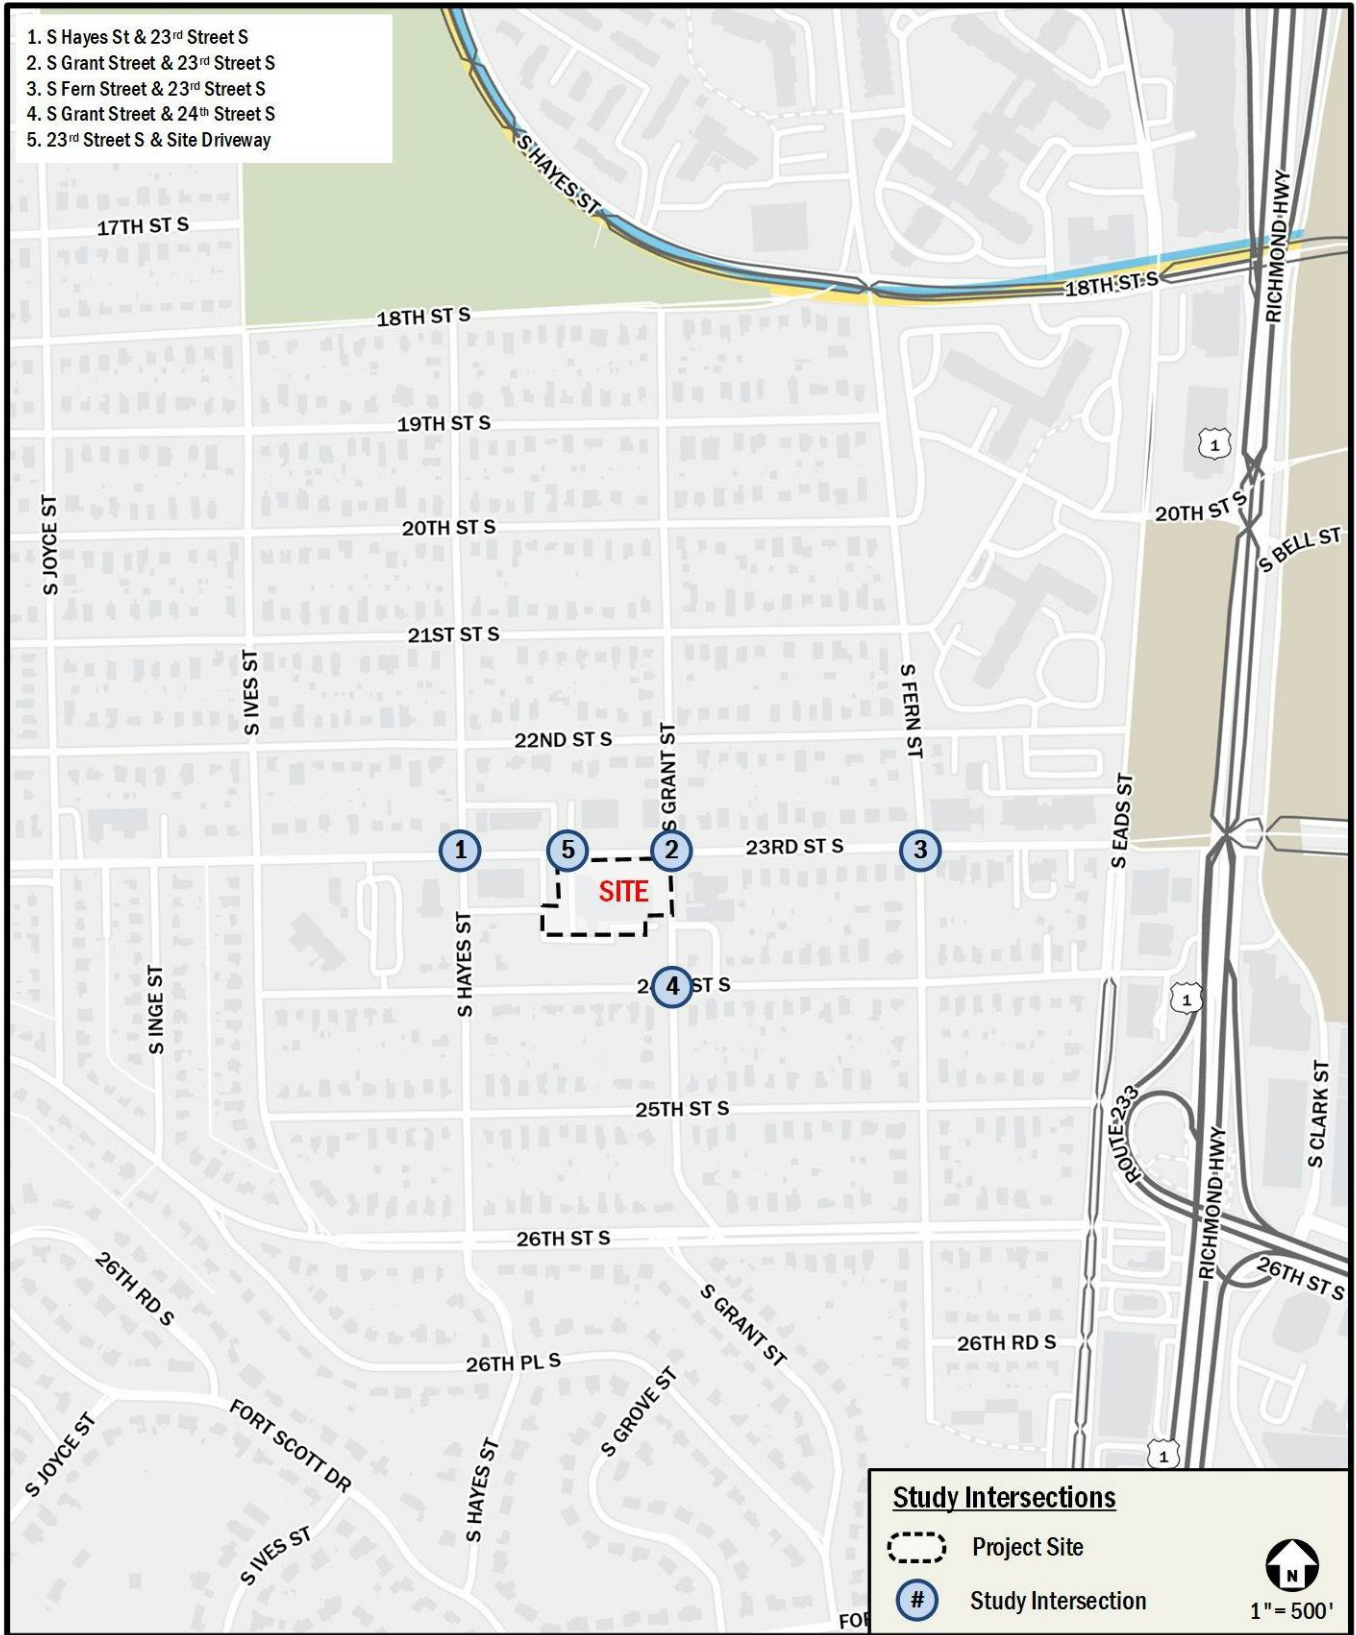 1. S Hayes St & 23rd Street S
2. S Grant Street & 23rd Street S
3. S Fern Street & 23rd Street S
4. S Grant Street & 24th Street S
5. 23rd Street S & Site Driveway
S HAYES ST
17TH ST S
RICHMOND HWY
18TH ST S
18TH ST S
19TH ST S
1
S JOYCE ST
20TH ST S
20TH ST S
S BELL ST
21ST ST S
S IVES ST
S FERN ST
22ND ST S
S GRANT ST
S EADS ST
1
5
2
23RD ST S
3
SITE
S HAYES ST
S INGE ST
4
ST S
1
25TH ST S
ROUTE 233
S CLARK ST
RICHMOND HWY
26TH ST S
26TH RD S
26TH ST S
S GRANT ST
26TH RD S
26TH PL S
S GROVE ST
FORT SCOTT DR
S JOYCE ST
S HAYES ST
1
S IVES ST
Study Intersections
Project Site
# Study Intersection
N
1" = 500'